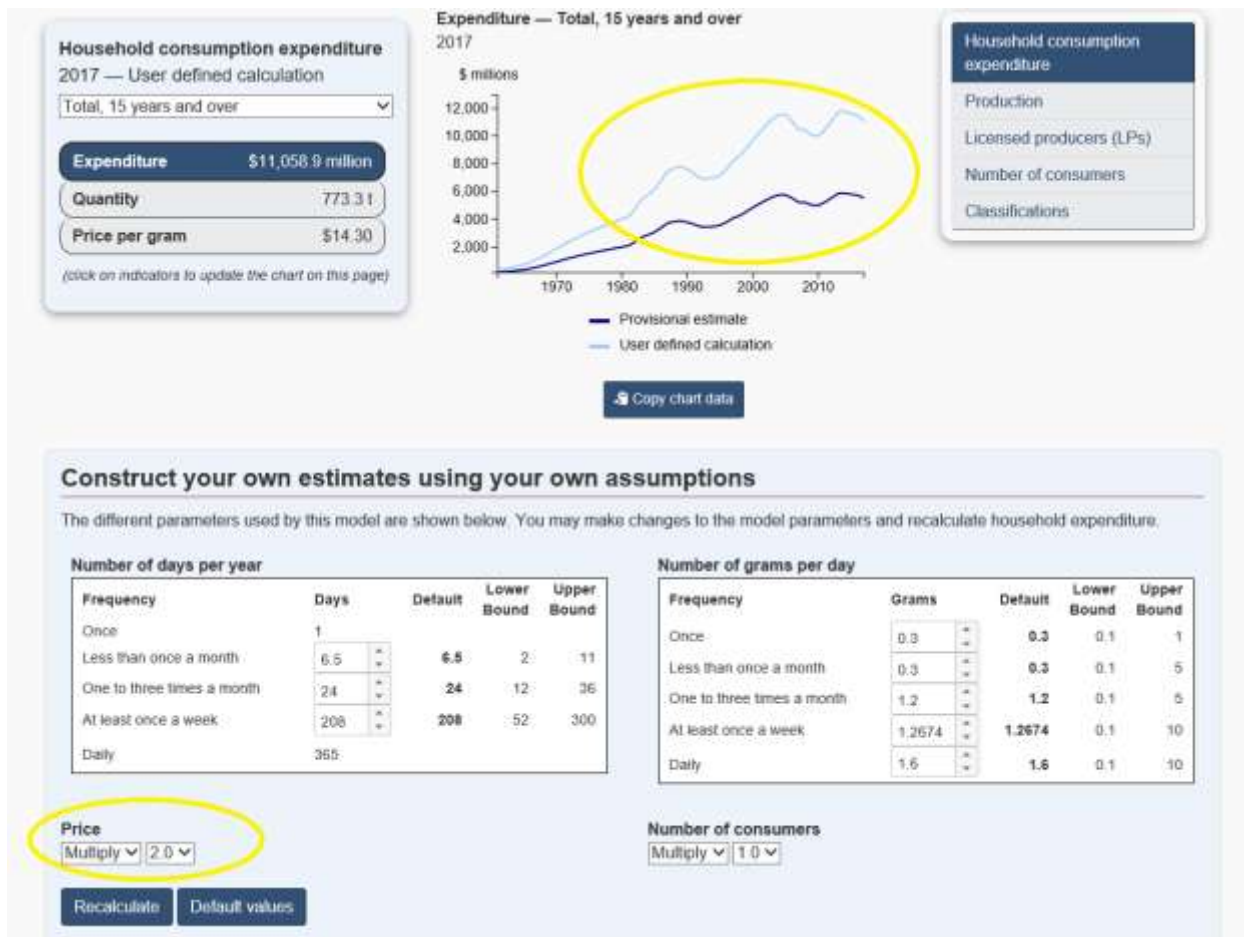 Household consumption expenditure
2017 — User defined calculation
Total, 15 years and over
Expenditure $11,058.9 million
Quantity 773.3 t
Price per gram $14.30
(click on indicators to update the chart on this page)
Expenditure — Total, 15 years and over
2017
$ millions
12,000
10,000
8,000
6,000
4,000
2,000
1970 1980 1990 2000 2010
Provisional estimate
User defined calculation
Copy chart data
Household consumption
expenditure
Production
Licensed producers (LPs)
Number of consumers
Classifications
Construct your own estimates using your own assumptions
The different parameters used by this model are shown below. You may make changes to the model parameters and recalculate household expenditure.
Number of days per year
Frequency Days Default Lower Bound Upper Bound
Once 1
Less than once a month 6.5 6.5 2 11
One to three times a month 24 24 12 36
At least once a week 208 208 52 300
Daily 365
Number of grams per day
Frequency Grams Default Lower Bound Upper Bound
Once 0.3 0.3 0.1 1
Less than once a month 0.3 0.3 0.1 5
One to three times a month 1.2 1.2 0.1 5
At least once a week 1.2674 1.2674 0.1 10
Daily 1.6 1.6 0.1 10
Price
Multiply 2.0
Number of consumers
Multiply 1.0
Recalculate Default values